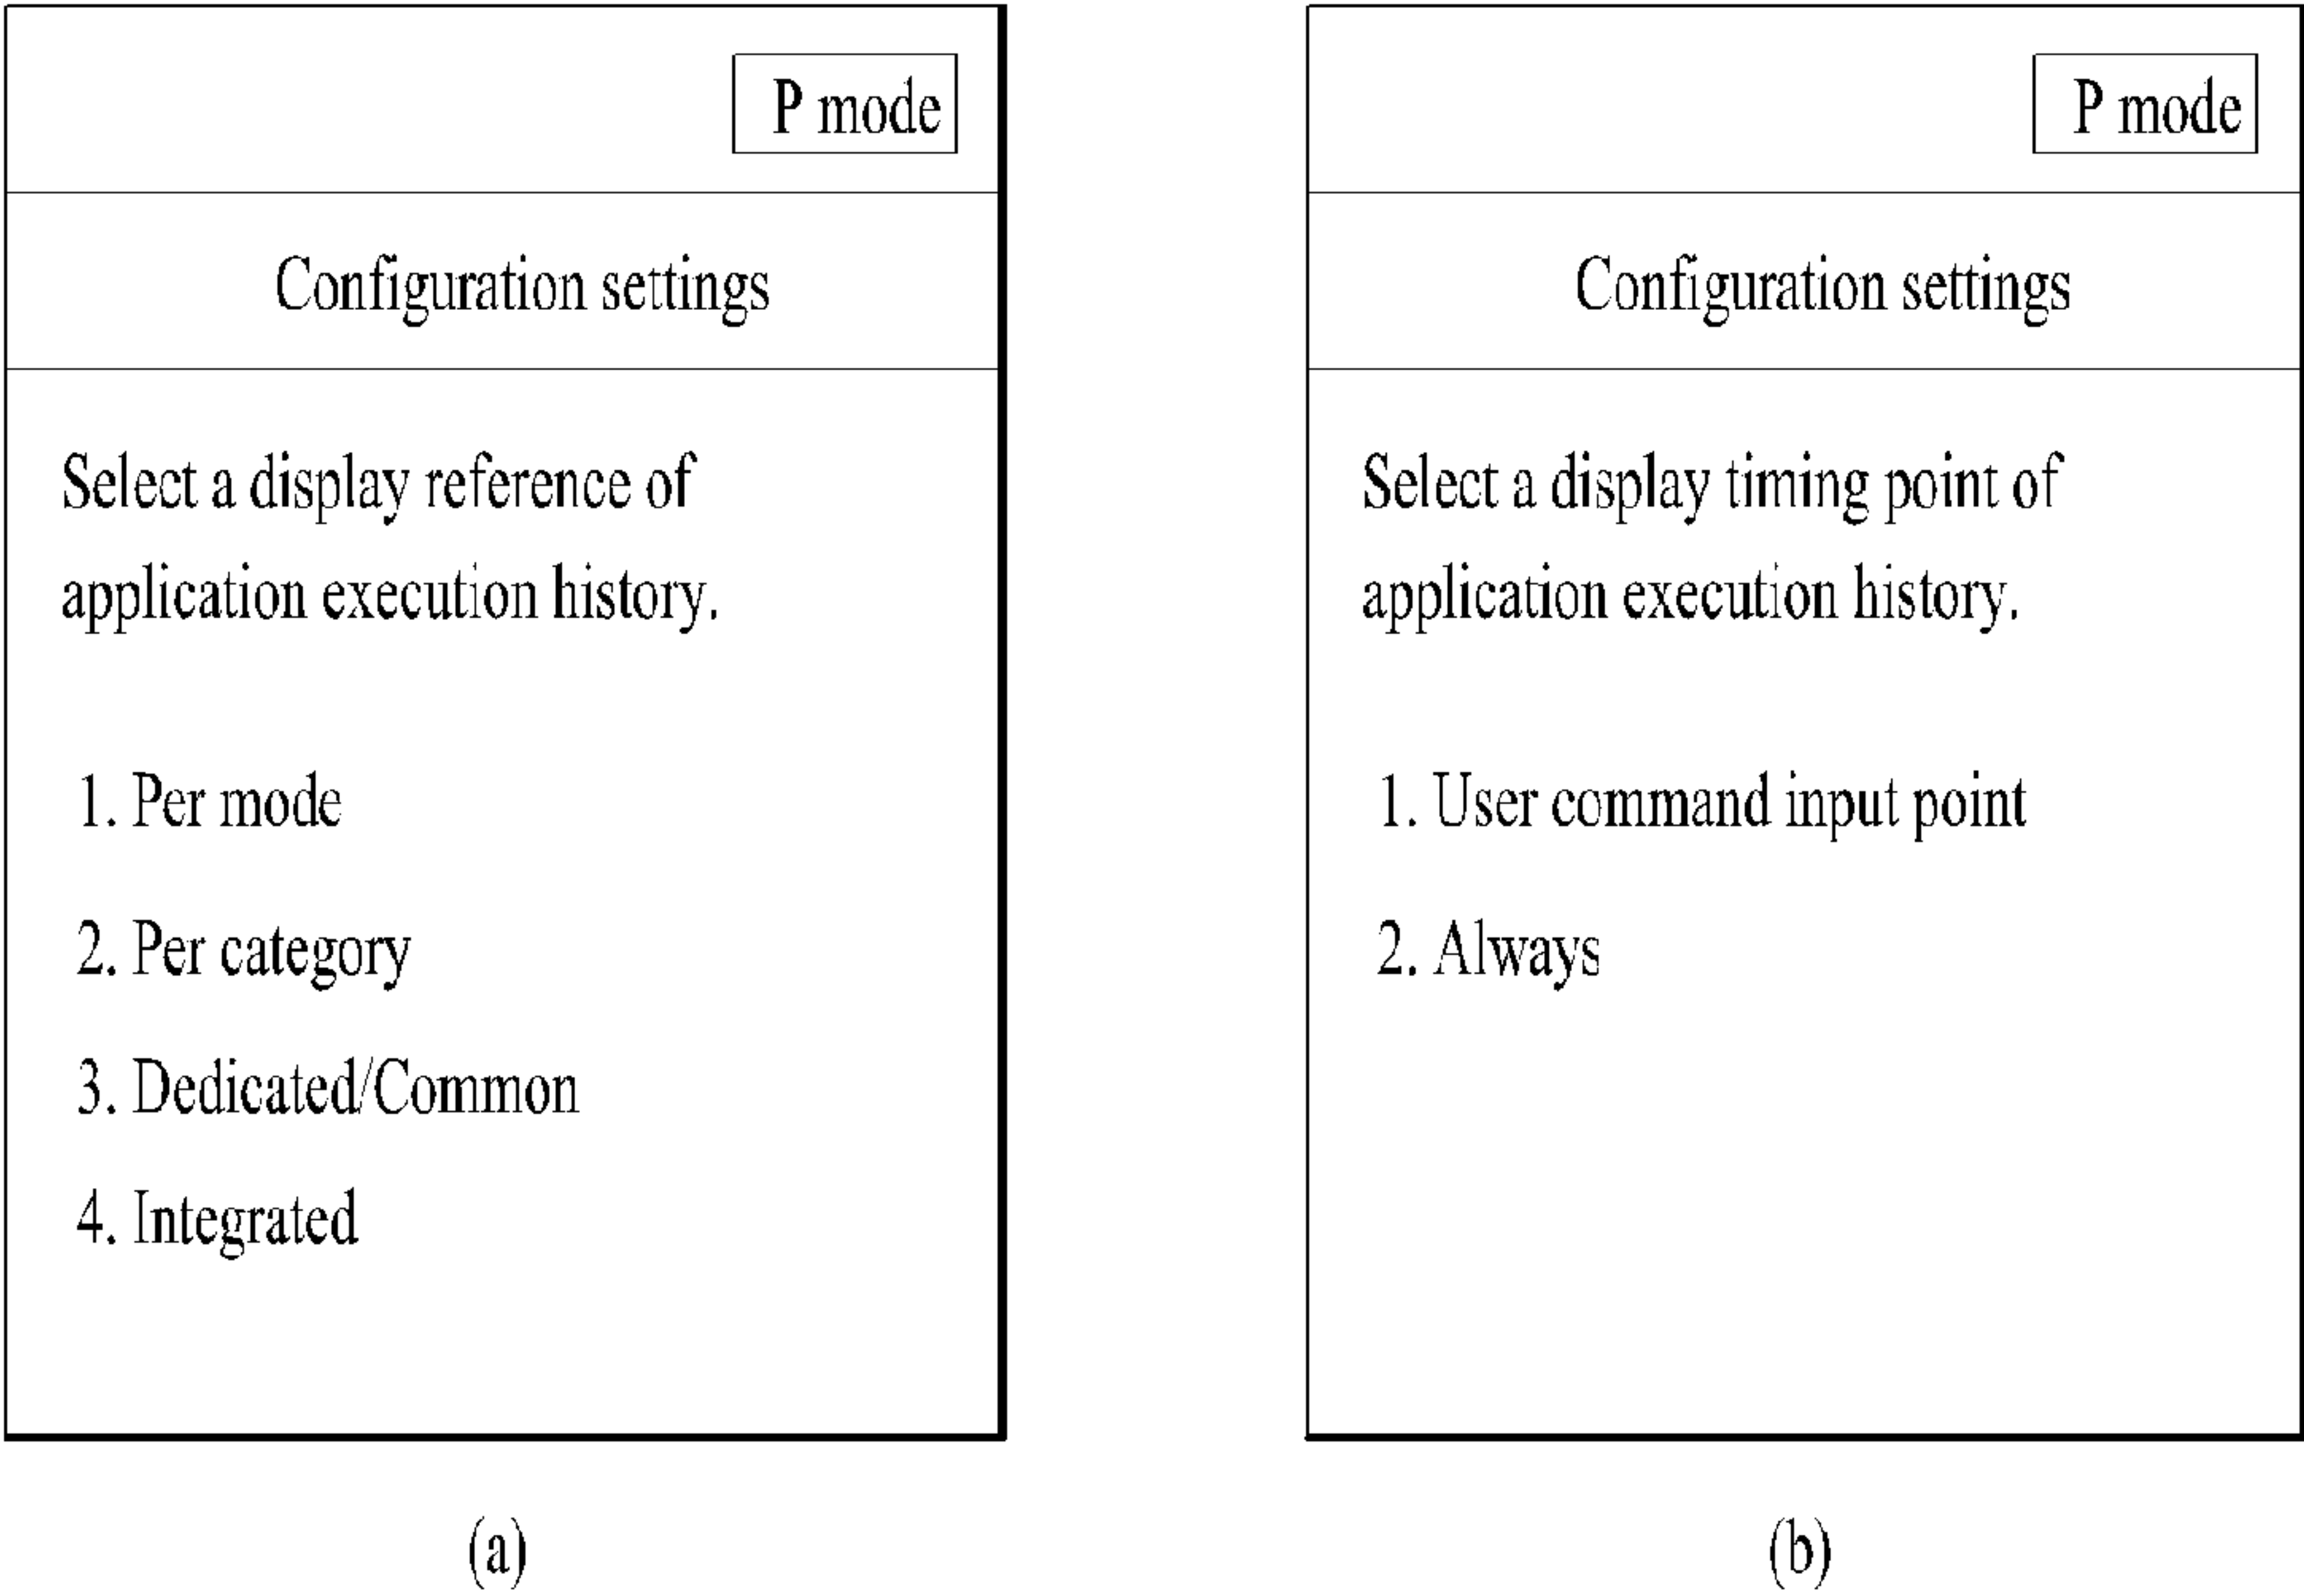 P mode
Configuration settings
Select a display reference of
application execution history.
1. Per mode
2. Per category
3. Dedicated/Common
4. Integrated
(a)
P mode
Configuration settings
Select a display timing point of
application execution history.
1. User command input point
2. Always
(b)